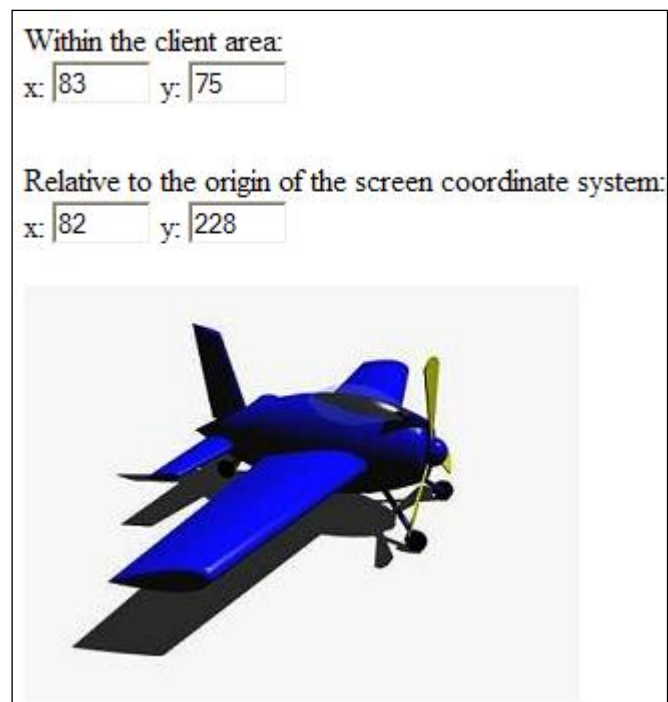 Within the client area:
x: 83 y: 75
Relative to the origin of the screen coordinate system:
x: 82 y: 228